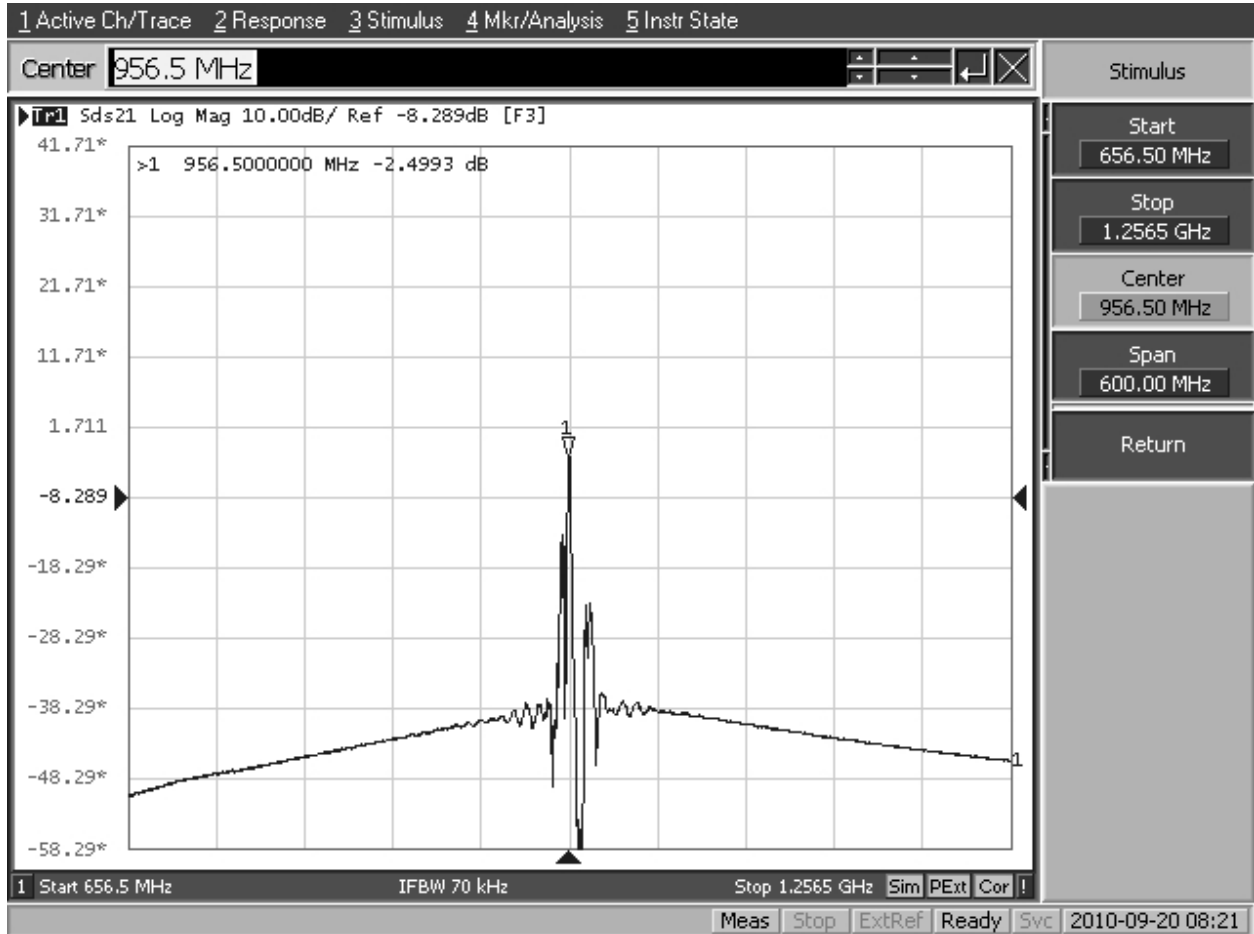 1 Active Ch/Trace 2 Response 3 Stimulus 4 Mkr/Analysis 5 Instr State
Center 956.5 MHz
Stimulus
Tr1 Sds21 Log Mag 10.00dB/ Ref -8.289dB [F3]
41.71*
>1 956.5000000 MHz -2.4993 dB
31.71*
21.71*
11.71*
1.711
1
-8.289
-18.29*
-28.29*
-38.29*
-48.29*
1
-58.29*
1 Start 656.5 MHz IFBW 70 kHz Stop 1.2565 GHz Sim PExt Cor !
Start
656.50 MHz
Stop
1.2565 GHz
Center
956.50 MHz
Span
600.00 MHz
Return
Meas Stop ExtRef Ready Svc 2010-09-20 08:21